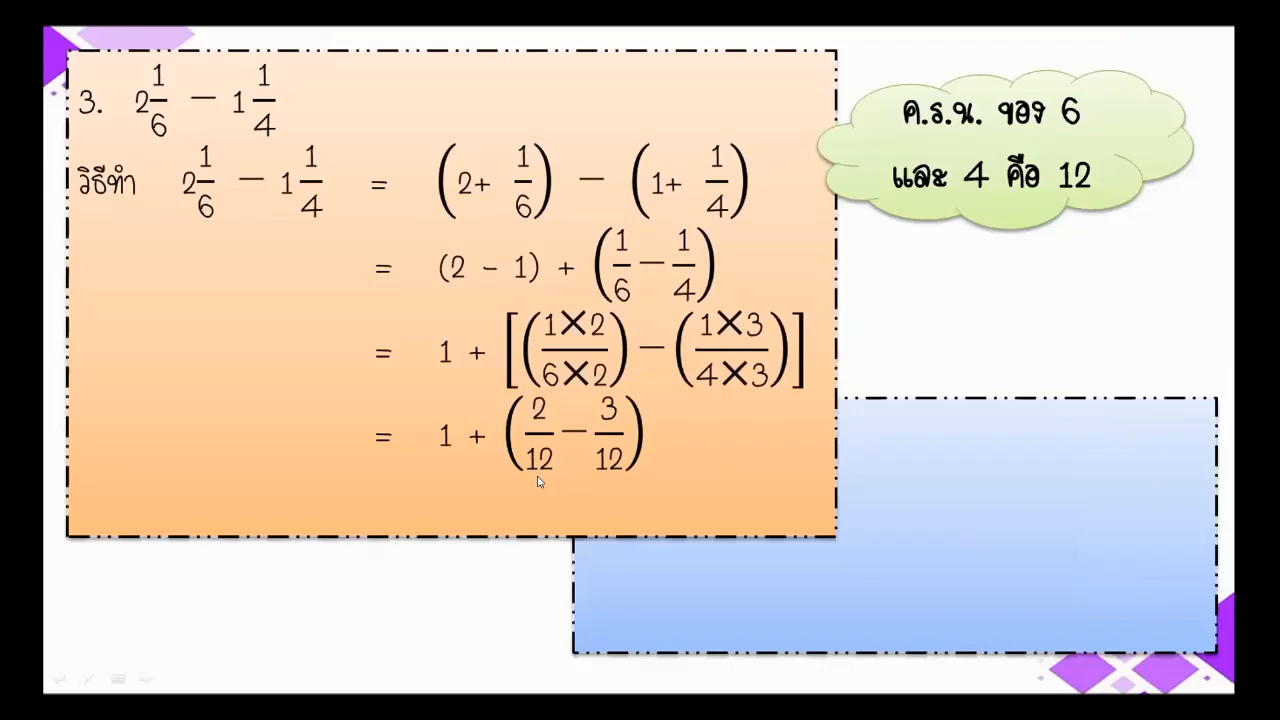 3. 2 1/6 − 1 1/4
วิธีทำ 2 1/6 − 1 1/4 = (2+ 1/6) − (1+ 1/4)
= (2 - 1) + (1/6 − 1/4)
= 1 + [(1×2/6×2) − (1×3/4×3)]
= 1 + (2/12 − 3/12)
ค.ร.น. ของ 6
และ 4 คือ 12